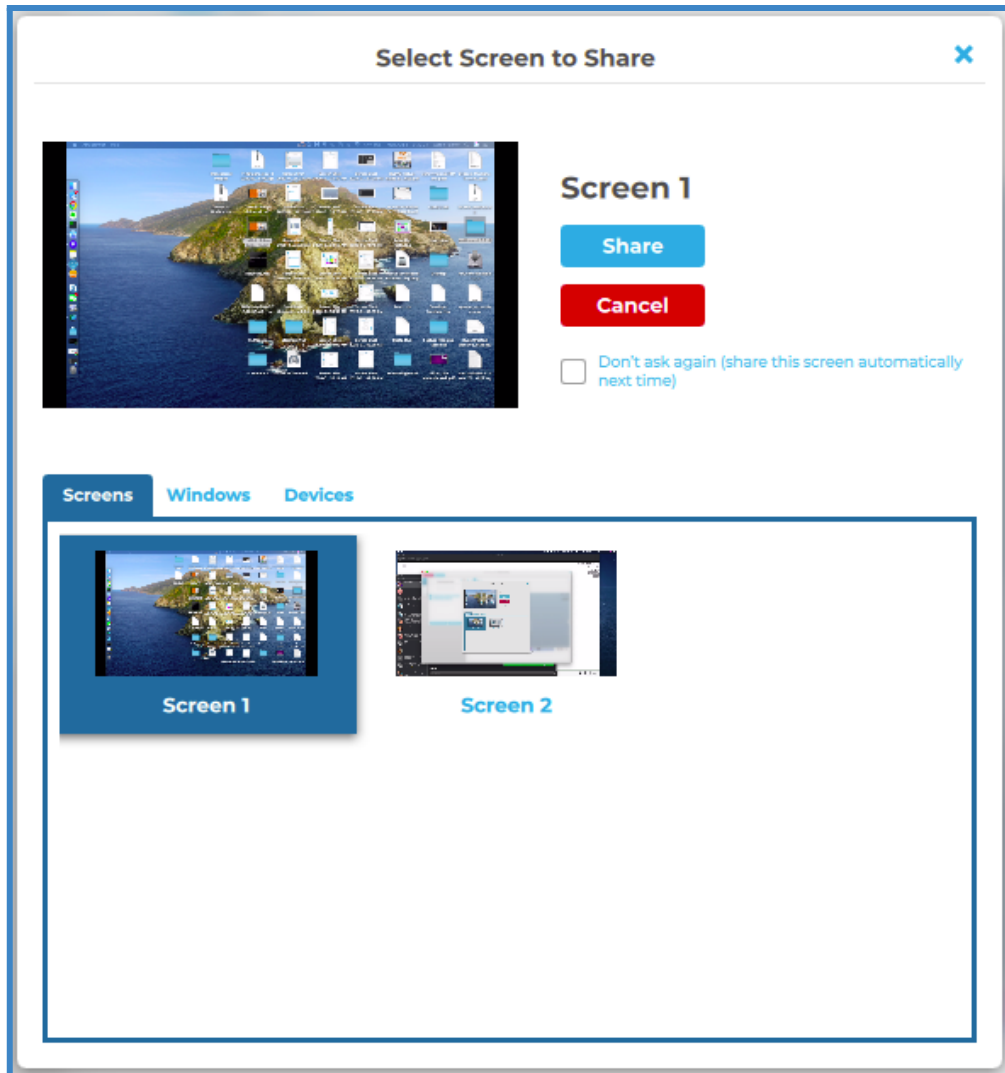 Select Screen to Share
Screen 1
Share
Cancel
Don't ask again (share this screen automatically
next time)
Screens Windows Devices
Screen 1 Screen 2